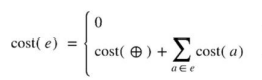 cost( e ) = { 0
cost( ⊕ ) + ∑ cost( a )
a ∈ e